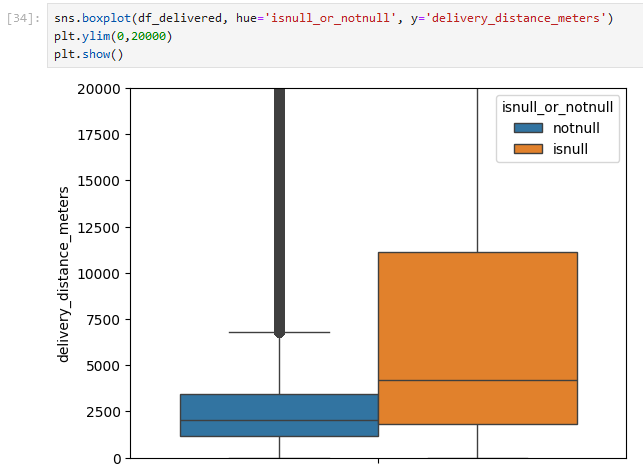 [34]: sns.boxplot(df_delivered, hue='isnull_or_notnull', y='delivery_distance_meters')
plt.ylim(0,20000)
plt.show()
20000
17500
15000
12500
10000
7500
5000
2500
0
delivery_distance_meters
isnull_or_notnull
notnull
isnull